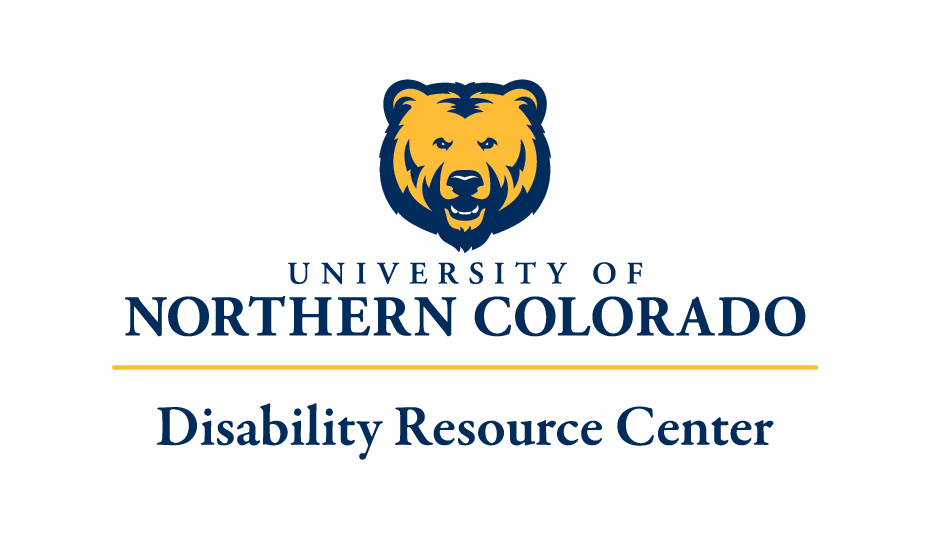 UNIVERSITY OF
NORTHERN COLORADO
Disability Resource Center